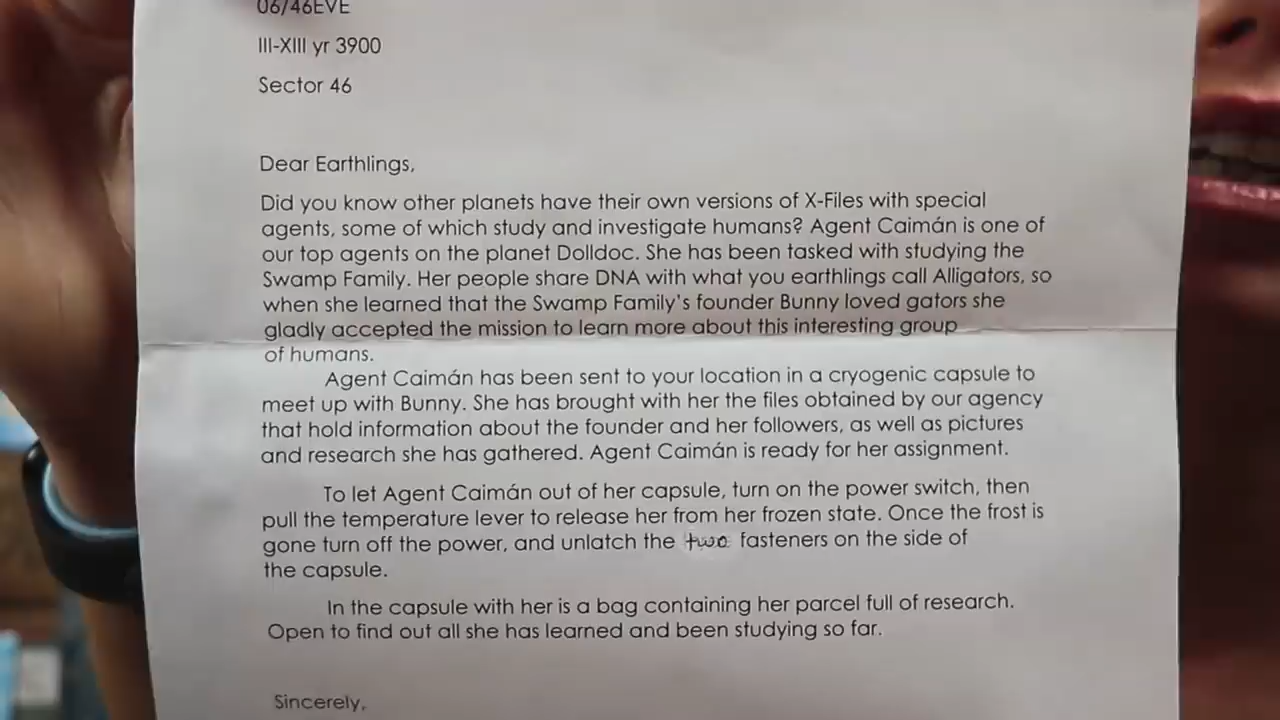 06/46EVE
III-XIII yr 3900
Sector 46
Dear Earthlings,
Did you know other planets have their own versions of X-Files with special
agents, some of which study and investigate humans? Agent Caimán is one of
our top agents on the planet Dolldoc. She has been tasked with studying the
Swamp Family. Her people share DNA with what you earthlings call Alligators, so
when she learned that the Swamp Family's founder Bunny loved gators she
gladly accepted the mission to learn more about this interesting group
of humans.
Agent Caimán has been sent to your location in a cryogenic capsule to
meet up with Bunny. She has brought with her the files obtained by our agency
that hold information about the founder and her followers, as well as pictures
and research she has gathered. Agent Caimán is ready for her assignment.
To let Agent Caimán out of her capsule, turn on the power switch, then
pull the temperature lever to release her from her frozen state. Once the frost is
gone turn off the power, and unlatch the two fasteners on the side of
the capsule.
In the capsule with her is a bag containing her parcel full of research.
Open to find out all she has learned and been studying so far.
Sincerely,